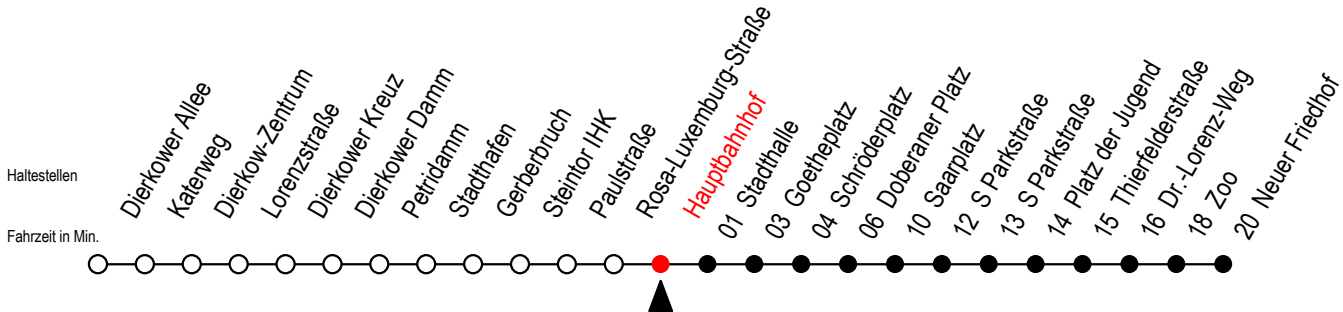 Haltestellen
Fahrzeit in Min.
Dierkower Allee
Katerweg
Dierkow-Zentrum
Lorenzstraße
Dierkower Kreuz
Dierkower Damm
Petridamm
Stadthafen
Gerberbruch
Steintor IHK
Paulstraße
Rosa-Luxemburg-Straße
Hauptbahnhof
01 Stadthalle
03 Goetheplatz
04 Schröderplatz
06 Doberaner Platz
10 Saarplatz
12 S Parkstraße
13 S Parkstraße
14 Platz der Jugend
15 Thierfelderstraße
16 Dr.-Lorenz-Weg
18 Zoo
20 Neuer Friedhof